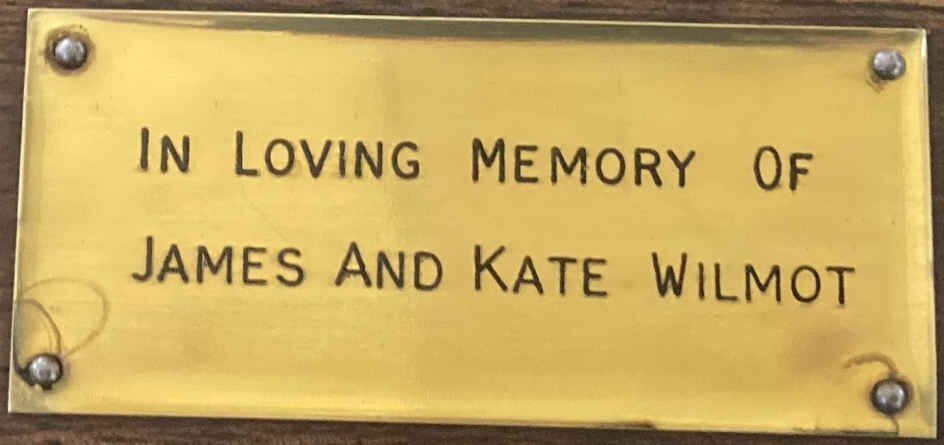 IN LOVING MEMORY OF
JAMES AND KATE WILMOT